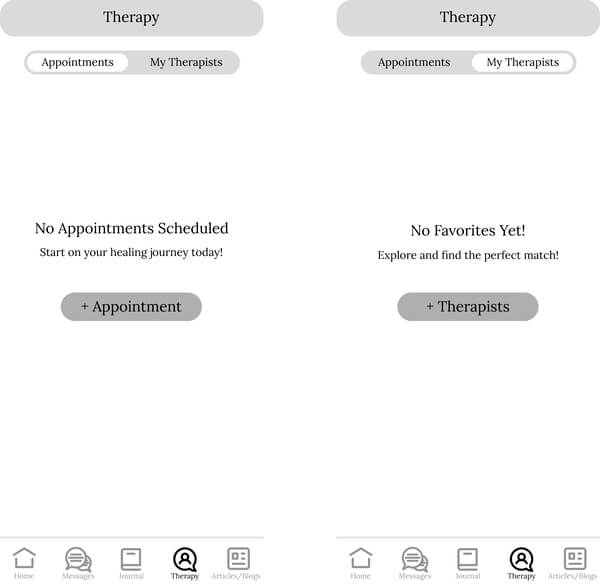 Therapy
Appointments My Therapists
No Appointments Scheduled
Start on your healing journey today!
+ Appointment
Home Messages Journal Therapy Articles/Blogs
Therapy
Appointments My Therapists
No Favorites Yet!
Explore and find the perfect match!
+ Therapists
Home Messages Journal Therapy Articles/Blogs